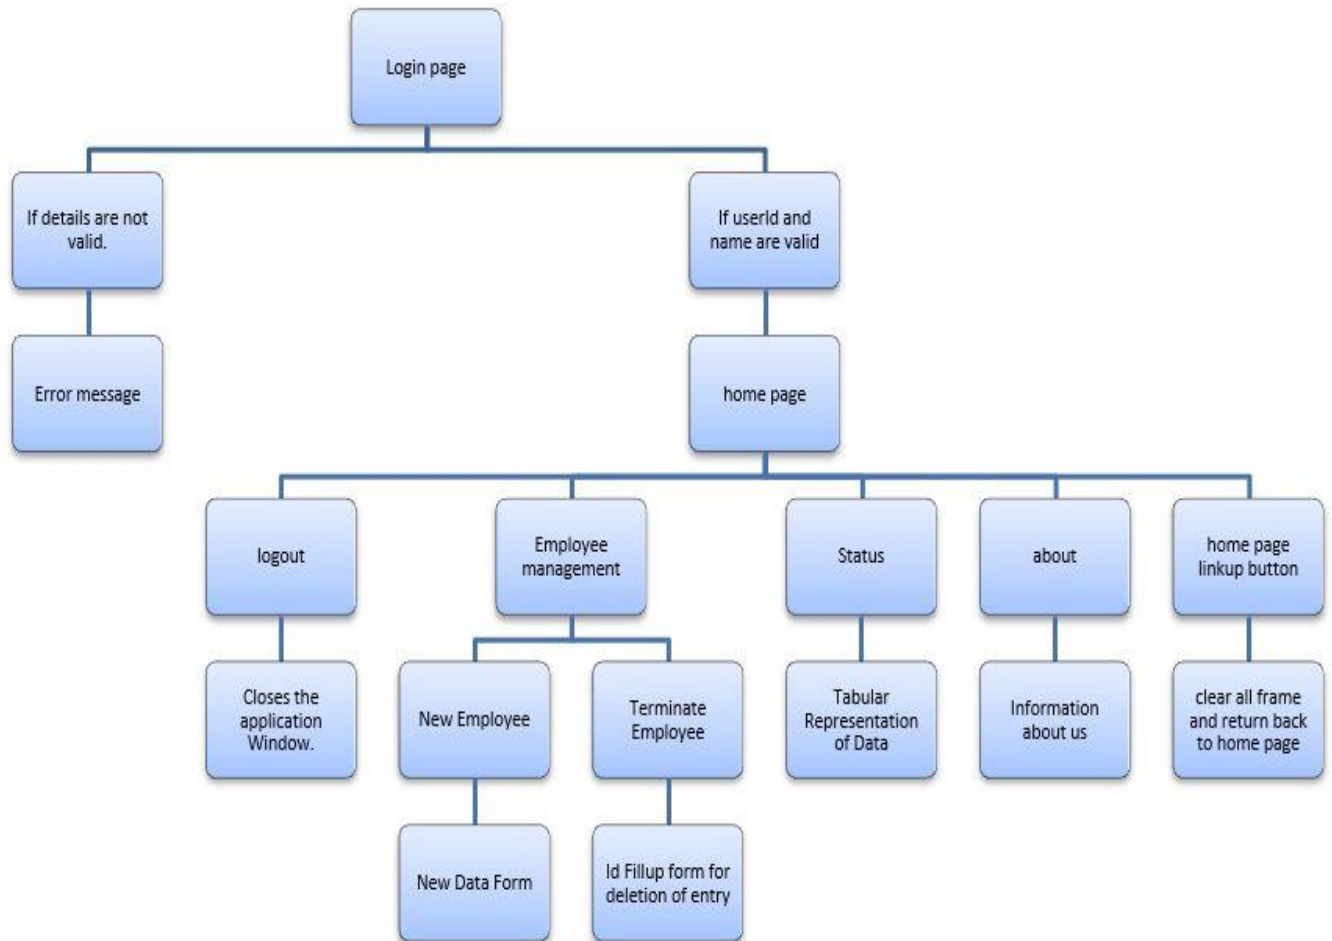 Login page
If details are not
valid.
If userId and
name are valid
Error message
home page
logout
Employee
management
Status
about
home page
linkup button
Closes the
application
Window.
New Employee
Terminate
Employee
Tabular
Representation
of Data
Information
about us
clear all frame
and return back
to home page
New Data Form
Id Fillup form for
deletion of entry